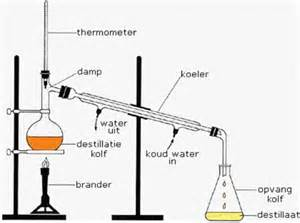 thermometer
damp
koeler
water
uit
destillatie
kolf
koud water
in
brander
opvang
kolf
destillaat